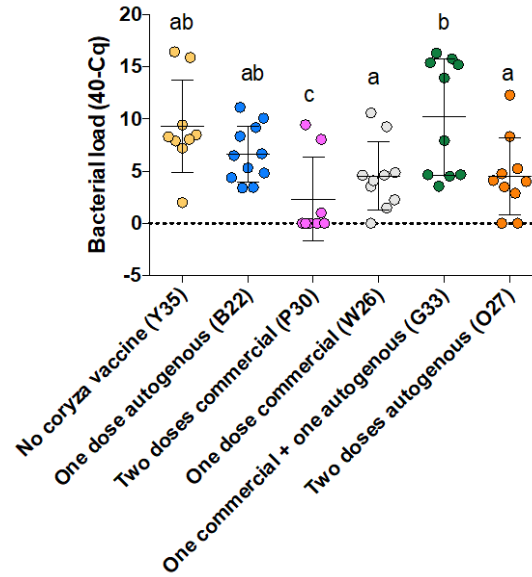 Bacterial load (40-Cq)
20
15
10
5
0
-5
ab
ab
c
a
b
a
No coryza vaccine (Y35)
One dose autogenous (B22)
Two doses commercial (P30)
One dose commercial (W26)
One commercial + one autogenous (G33)
Two doses autogenous (O27)